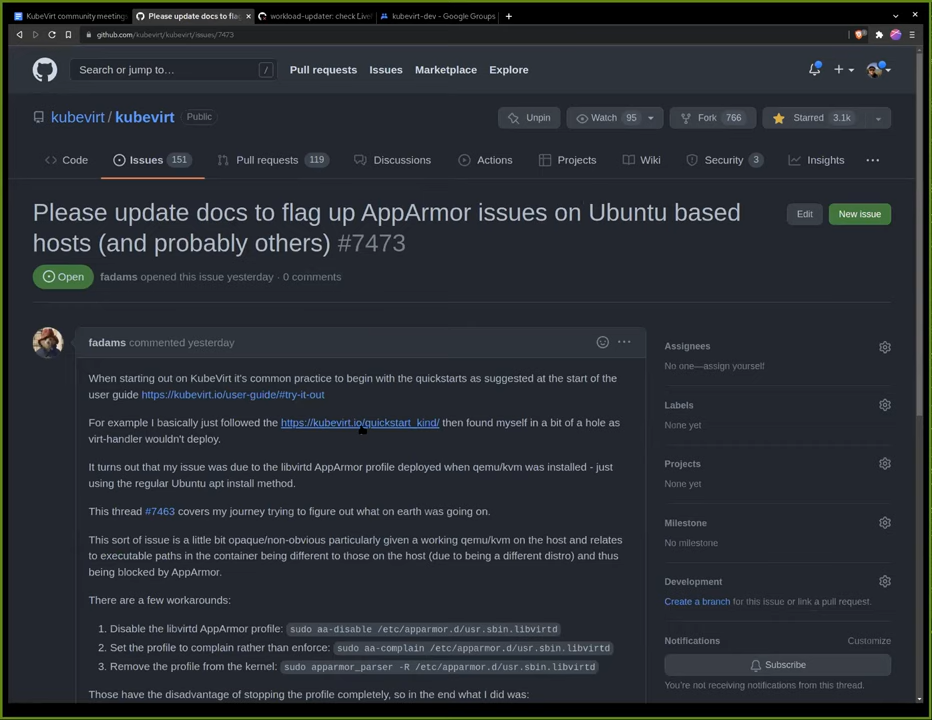 KubeVirt community meeting
Please update docs to fla
workload-updater: check Live
kubevirt-dev - Google Groups
github.com/kubevirt/kubevirt/issues/7473
Search or jump to…
/
Pull requests
Issues
Marketplace
Explore
kubevirt / kubevirt
Public
Unpin
Watch 95
Fork 766
Starred 3.1k
Code
Issues 151
Pull requests 119
Discussions
Actions
Projects
Wiki
Security 3
Insights
Please update docs to flag up AppArmor issues on Ubuntu based
hosts (and probably others) #7473
Edit
New issue
Open
fadams opened this issue yesterday · 0 comments
fadams commented yesterday
When starting out on KubeVirt it's common practice to begin with the quickstarts as suggested at the start of the
user guide https://kubevirt.io/user-guide/#try-it-out
For example I basically just followed the https://kubevirt.io/quickstart_kind/ then found myself in a bit of a hole as
virt-handler wouldn't deploy.
It turns out that my issue was due to the libvirtd AppArmor profile deployed when qemu/kvm was installed - just
using the regular Ubuntu apt install method.
This thread #7463 covers my journey trying to figure out what on earth was going on.
This sort of issue is a little bit opaque/non-obvious particularly given a working qemu/kvm on the host and relates
to executable paths in the container being different to those on the host (due to being a different distro) and thus
being blocked by AppArmor.
There are a few workarounds:
1. Disable the libvirtd AppArmor profile: sudo aa-disable /etc/apparmor.d/usr.sbin.libvirtd
2. Set the profile to complain rather than enforce: sudo aa-complain /etc/apparmor.d/usr.sbin.libvirtd
3. Remove the profile from the kernel: sudo apparmor_parser -R /etc/apparmor.d/usr.sbin.libvirtd
Those have the disadvantage of stopping the profile completely, so in the end what I did was:
Assignees
No one—assign yourself
Labels
None yet
Projects
None yet
Milestone
No milestone
Development
Create a branch for this issue or link a pull request.
Notifications
Customize
Subscribe
You're not receiving notifications from this thread.